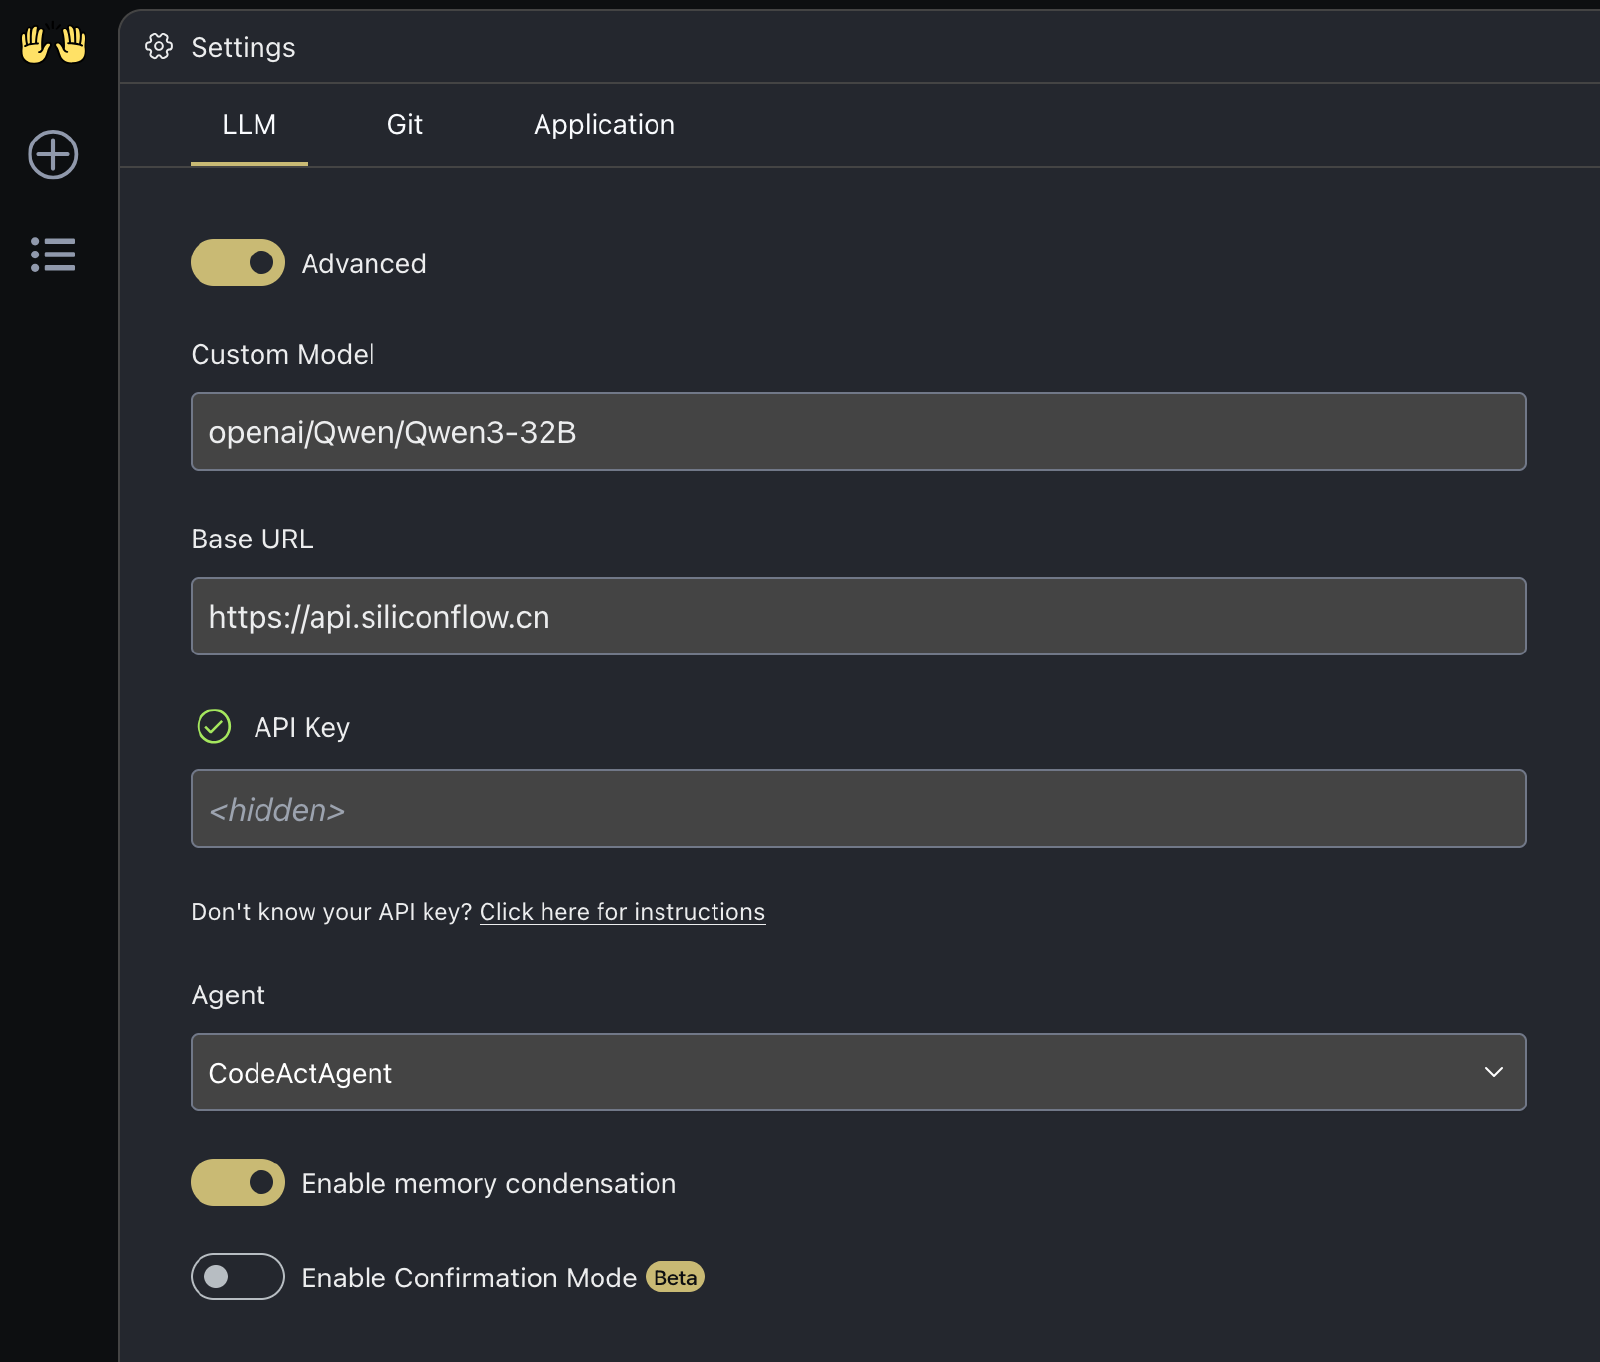 Settings
LLM Git Application
Advanced
Custom Model
openai/Qwen/Qwen3-32B
Base URL
https://api.siliconflow.cn
API Key
<hidden>
Don't know your API key? Click here for instructions
Agent
CodeActAgent
Enable memory condensation
Enable Confirmation Mode Beta